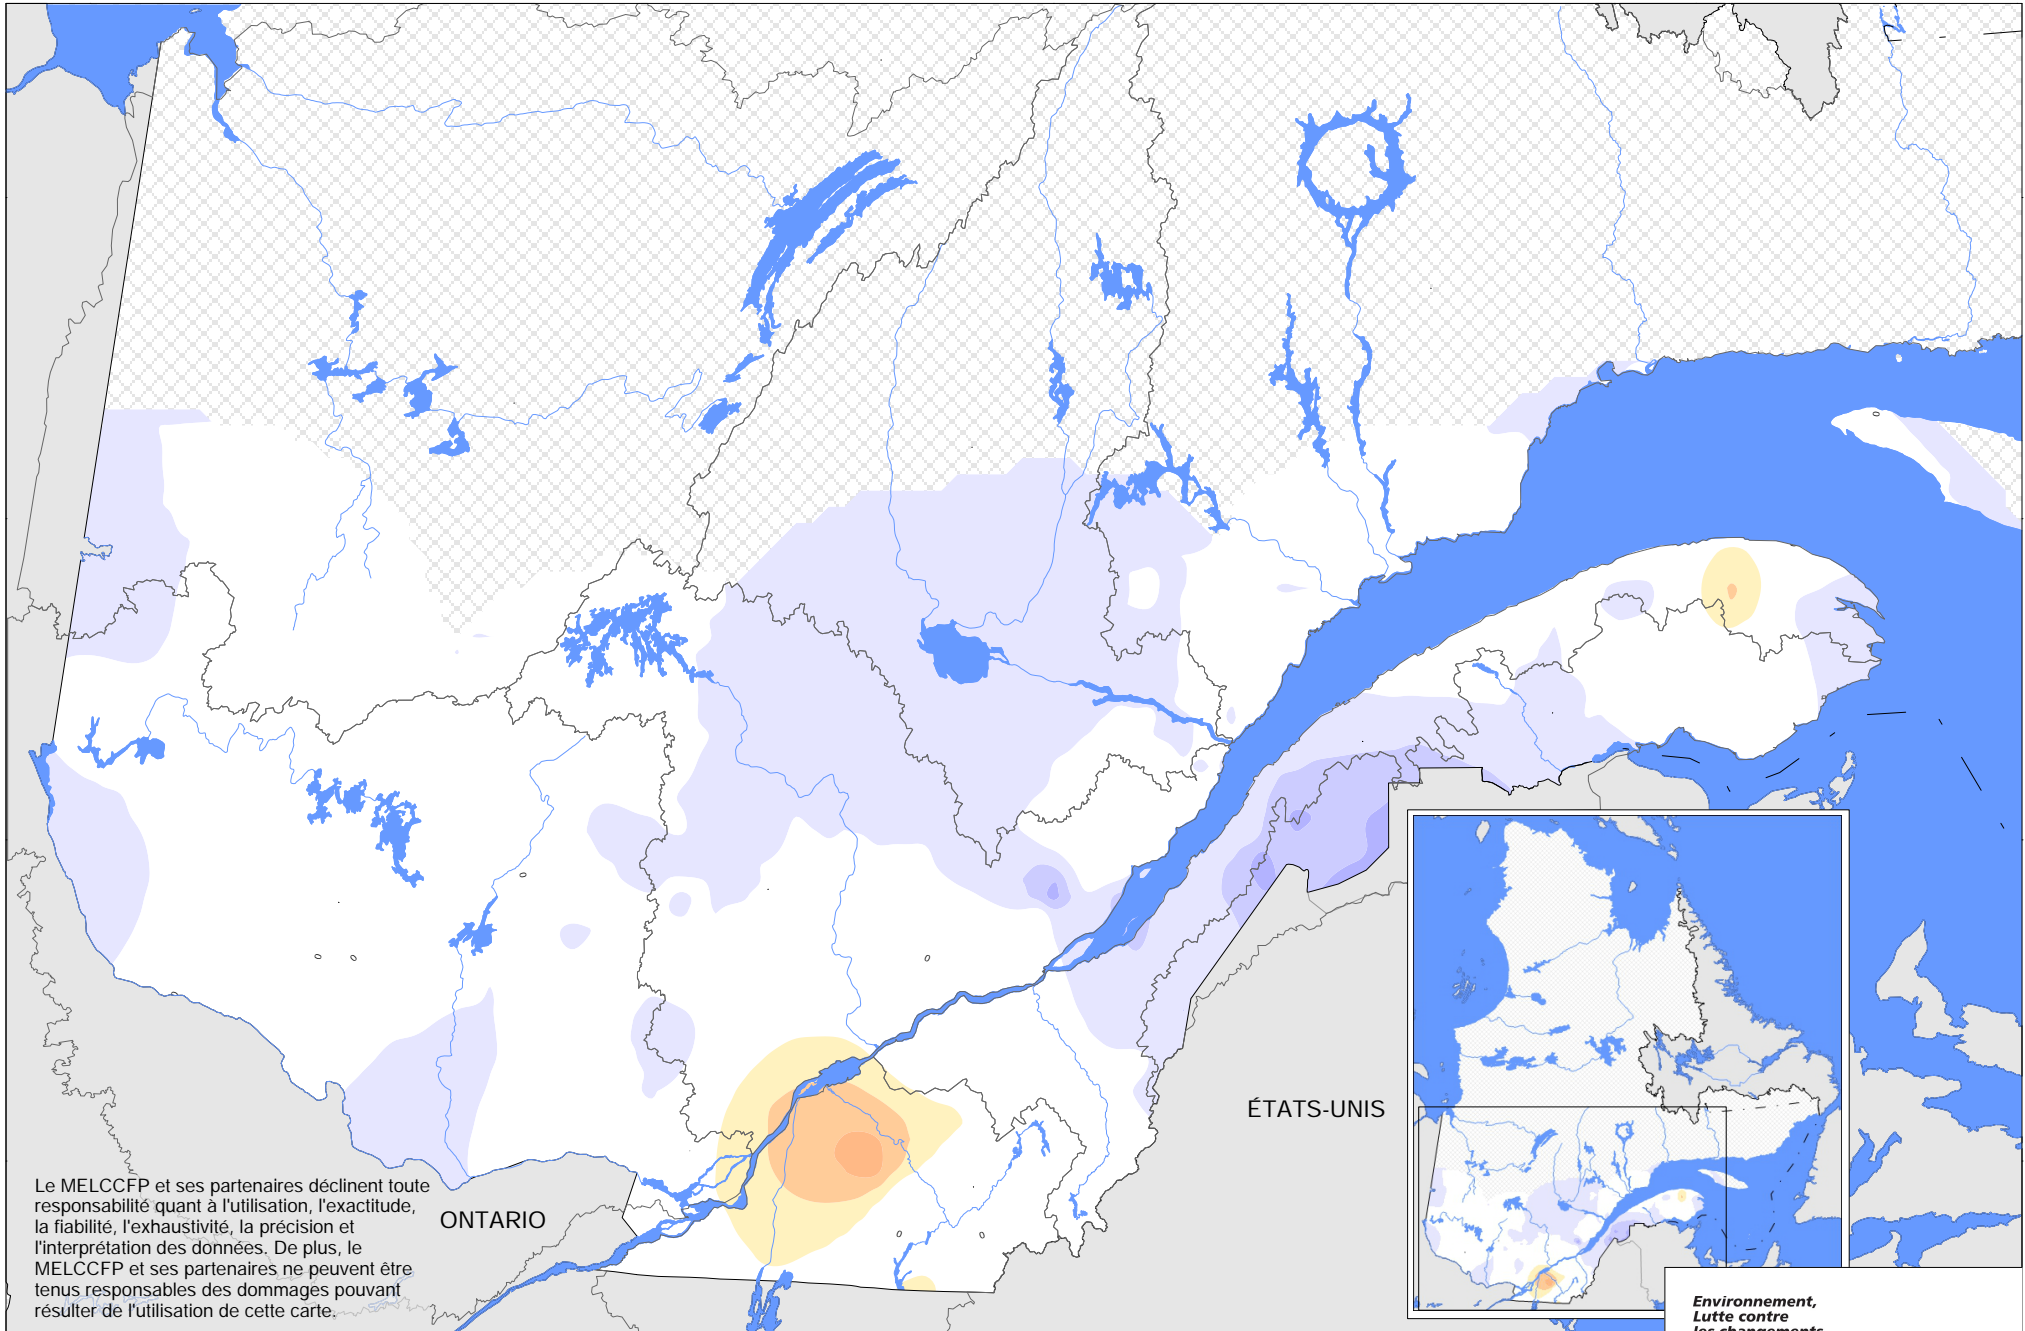 ÉTATS-UNIS
Le MELCCFP et ses partenaires déclinent toute
responsabilité quant à l'utilisation, l'exactitude,
la fiabilité, l'exhaustivité, la précision et
l'interprétation des données. De plus, le
MELCCFP et ses partenaires ne peuvent être
tenus responsables des dommages pouvant
résulter de l'utilisation de cette carte.
ONTARIO
Environnement,
Lutte contre
les changements